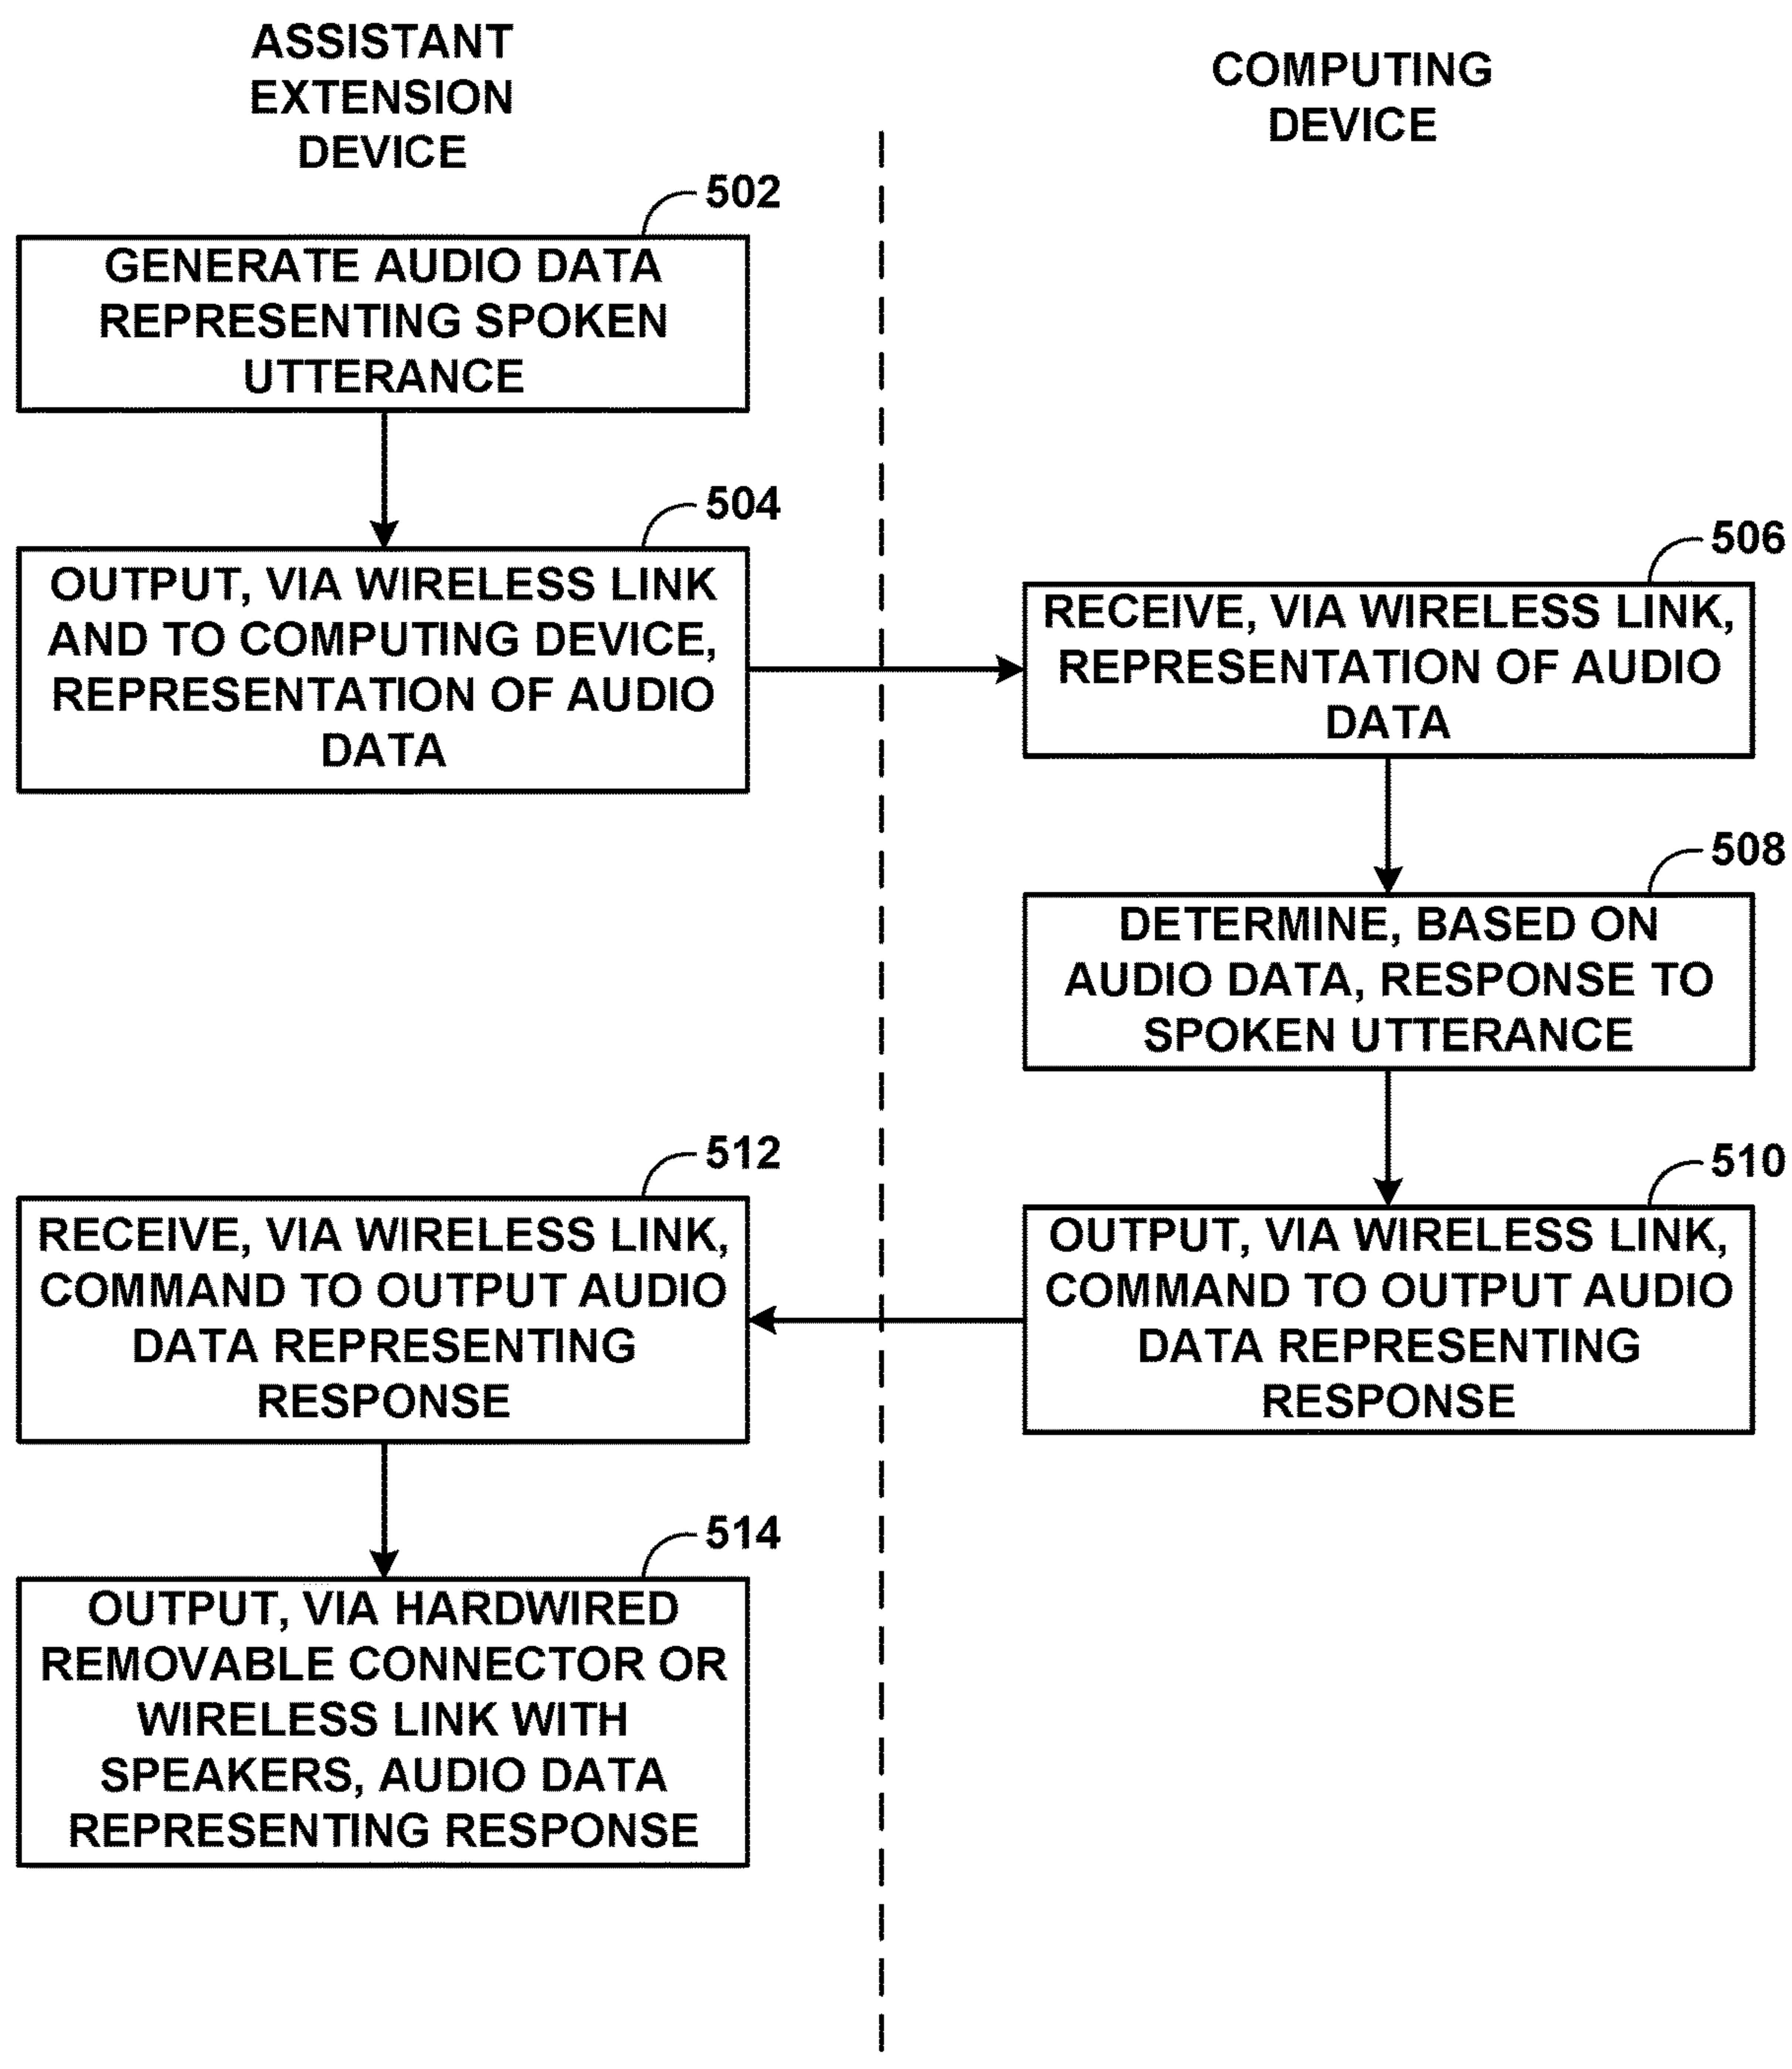 ASSISTANT
EXTENSION
DEVICE
COMPUTING
DEVICE
502
GENERATE AUDIO DATA
REPRESENTING SPOKEN
UTTERANCE
504
OUTPUT, VIA WIRELESS LINK
AND TO COMPUTING DEVICE,
REPRESENTATION OF AUDIO
DATA
506
RECEIVE, VIA WIRELESS LINK,
REPRESENTATION OF AUDIO
DATA
508
DETERMINE, BASED ON
AUDIO DATA, RESPONSE TO
SPOKEN UTTERANCE
510
OUTPUT, VIA WIRELESS LINK,
COMMAND TO OUTPUT AUDIO
DATA REPRESENTING
RESPONSE
512
RECEIVE, VIA WIRELESS LINK,
COMMAND TO OUTPUT AUDIO
DATA REPRESENTING
RESPONSE
514
OUTPUT, VIA HARDWIRED
REMOVABLE CONNECTOR OR
WIRELESS LINK WITH
SPEAKERS, AUDIO DATA
REPRESENTING RESPONSE